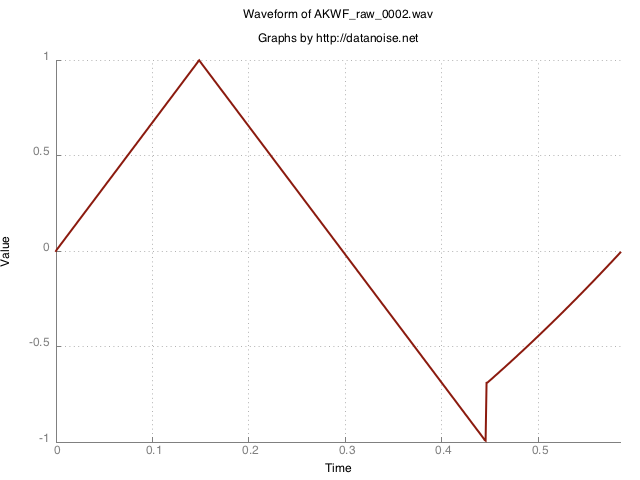 Waveform of AKWF_raw_0002.wav
Graphs by http://datanoise.net
1
0.5
0
-0.5
-1
Value
0 0.1 0.2 0.3 0.4 0.5
Time